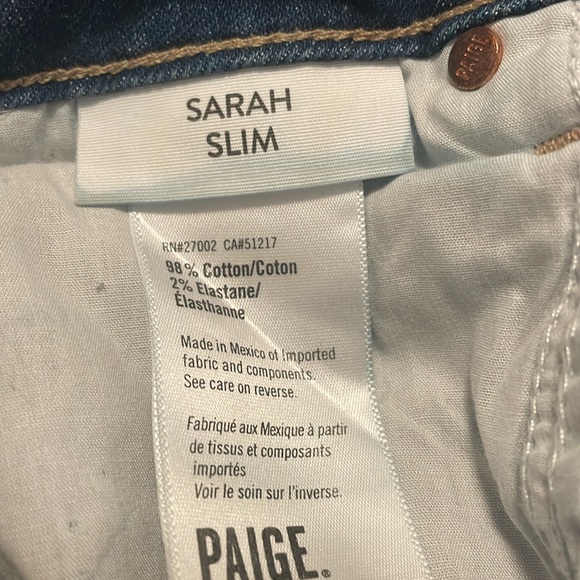 PAIGE
SARAH
SLIM
RN#27002 CA#51217
98% Cotton/Coton
2% Elastane/
Élasthanne
Made in Mexico of Imported
fabric and components.
See care on reverse.
Fabriqué aux Mexique à partir
de tissus et composants
importés
Voir le soin sur l'inverse.
PAIGE®